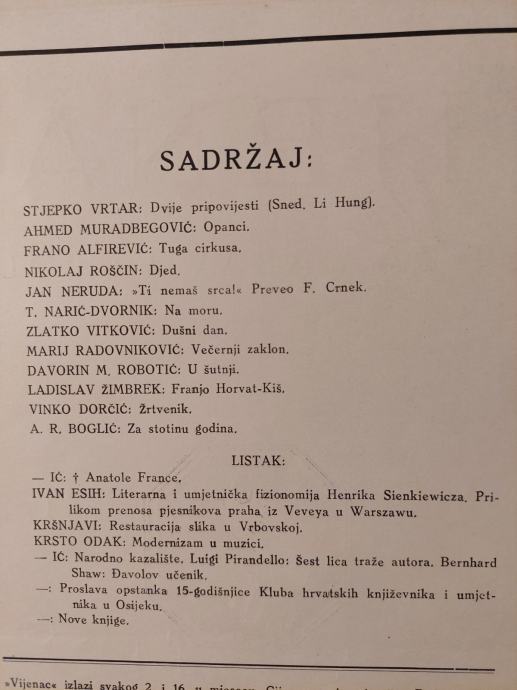 SADRŽAJ:
STJEPKO VRTAR: Dvije pripovijesti (Sned, Li Hung).
AHMED MURADBEGOVIĆ: Opanci.
FRANO ALFIREVIĆ: Tuga cirkusa.
NIKOLAJ ROŠČIN: Djed.
JAN NERUDA: »Ti nemaš srca!« Preveo F. Crnek.
T. NARIĆ-DVORNIK: Na moru.
ZLATKO VITKOVIĆ: Dušni dan.
MARIJ RADOVNIKOVIĆ: Večernji zaklon.
DAVORIN M. ROBOTIĆ: U šutnji.
LADISLAV ŽIMBREK: Franjo Horvat-Kiš.
VINKO DORČIĆ: Žrtvenik.
A. R. BOGLIĆ: Za stotinu godina.
LISTAK:
— IĆ: † Anatole France.
IVAN ESIH: Literarna i umjetnička fizionomija Henrika Sienkiewicza. Pri-
likom prenosa pjesnikova praha iz Veveya u Warszawu.
KRŠNJAVI: Restauracija slika u Vrbovskoj.
KRSTO ODAK: Modernizam u muzici.
— IĆ: Narodno kazalište. Luigi Pirandello: Šest lica traže autora. Bernhard
Shaw: Đavolov učenik.
—: Proslava opstanka 15-godišnjice Kluba hrvatskih književnika i umjet-
nika u Osijeku.
—: Nove knjige.
»Vijenac« izlazi svakog 2 i 16. u mjesecu.